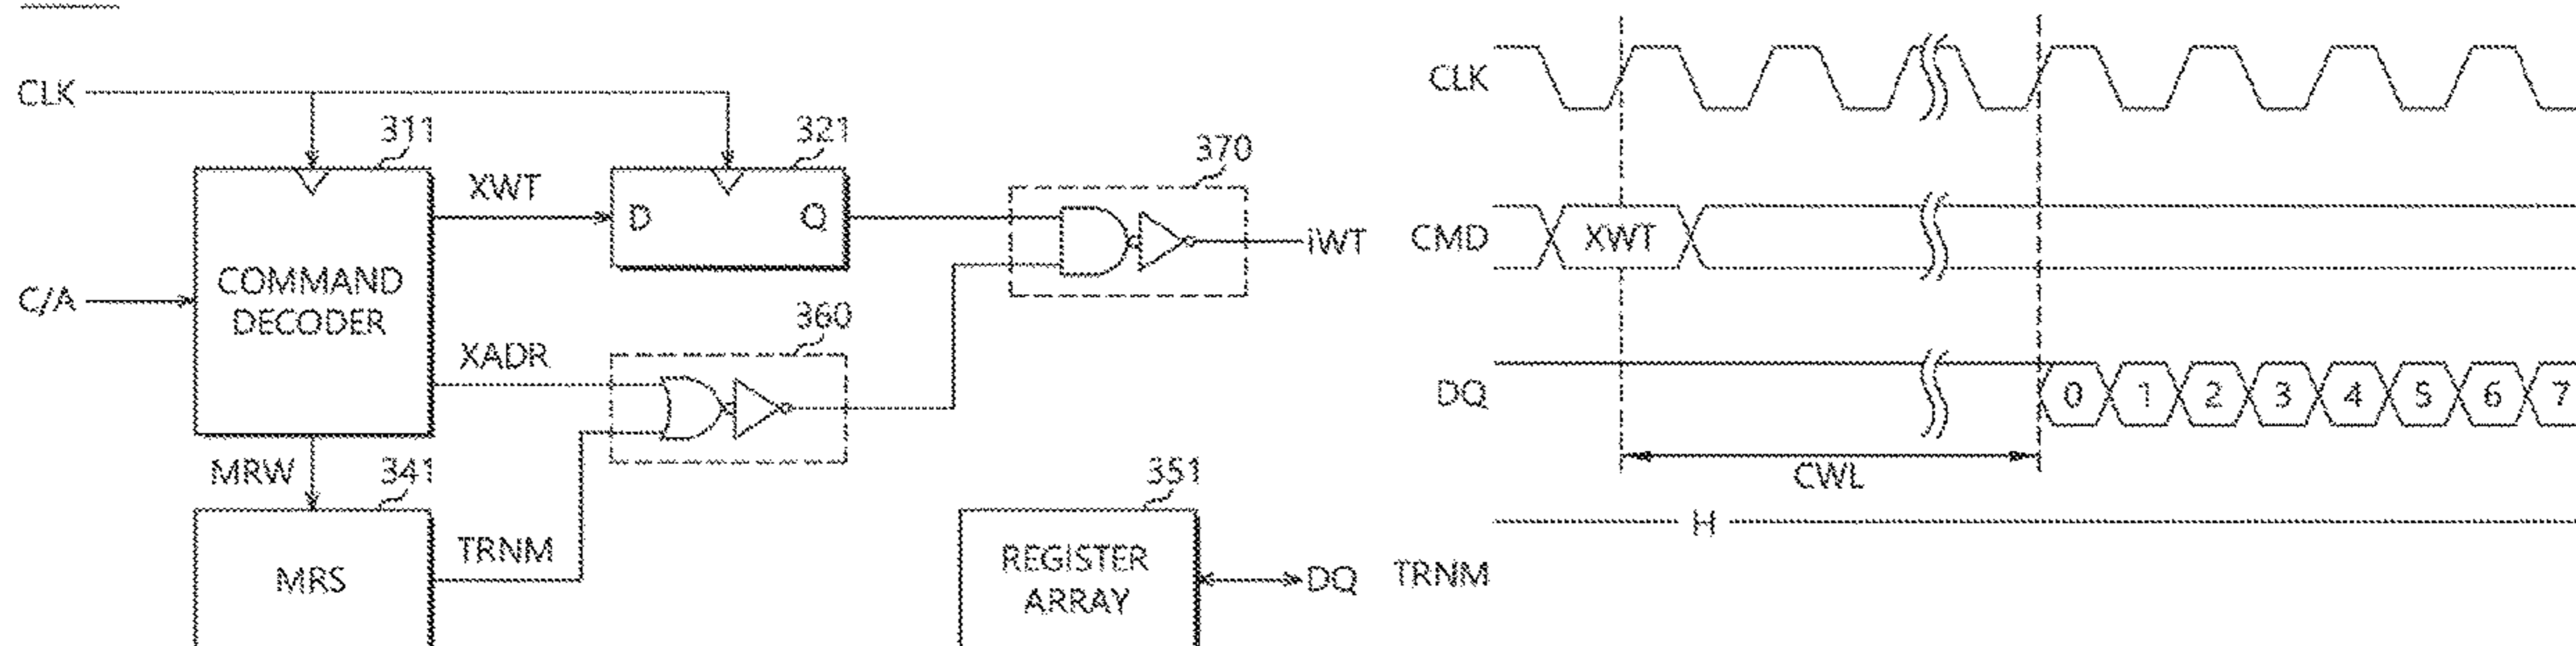 CLK
311
321
370
XWT
D
Q
iWT
C/A
COMMAND
DECODER
360
XADR
MRW
341
351
TRNM
MRS
REGISTER
ARRAY
DQ
CLK
CMD
XWT
DQ
0 1 2 3 4 5 6 7
CWL
H
TRNM